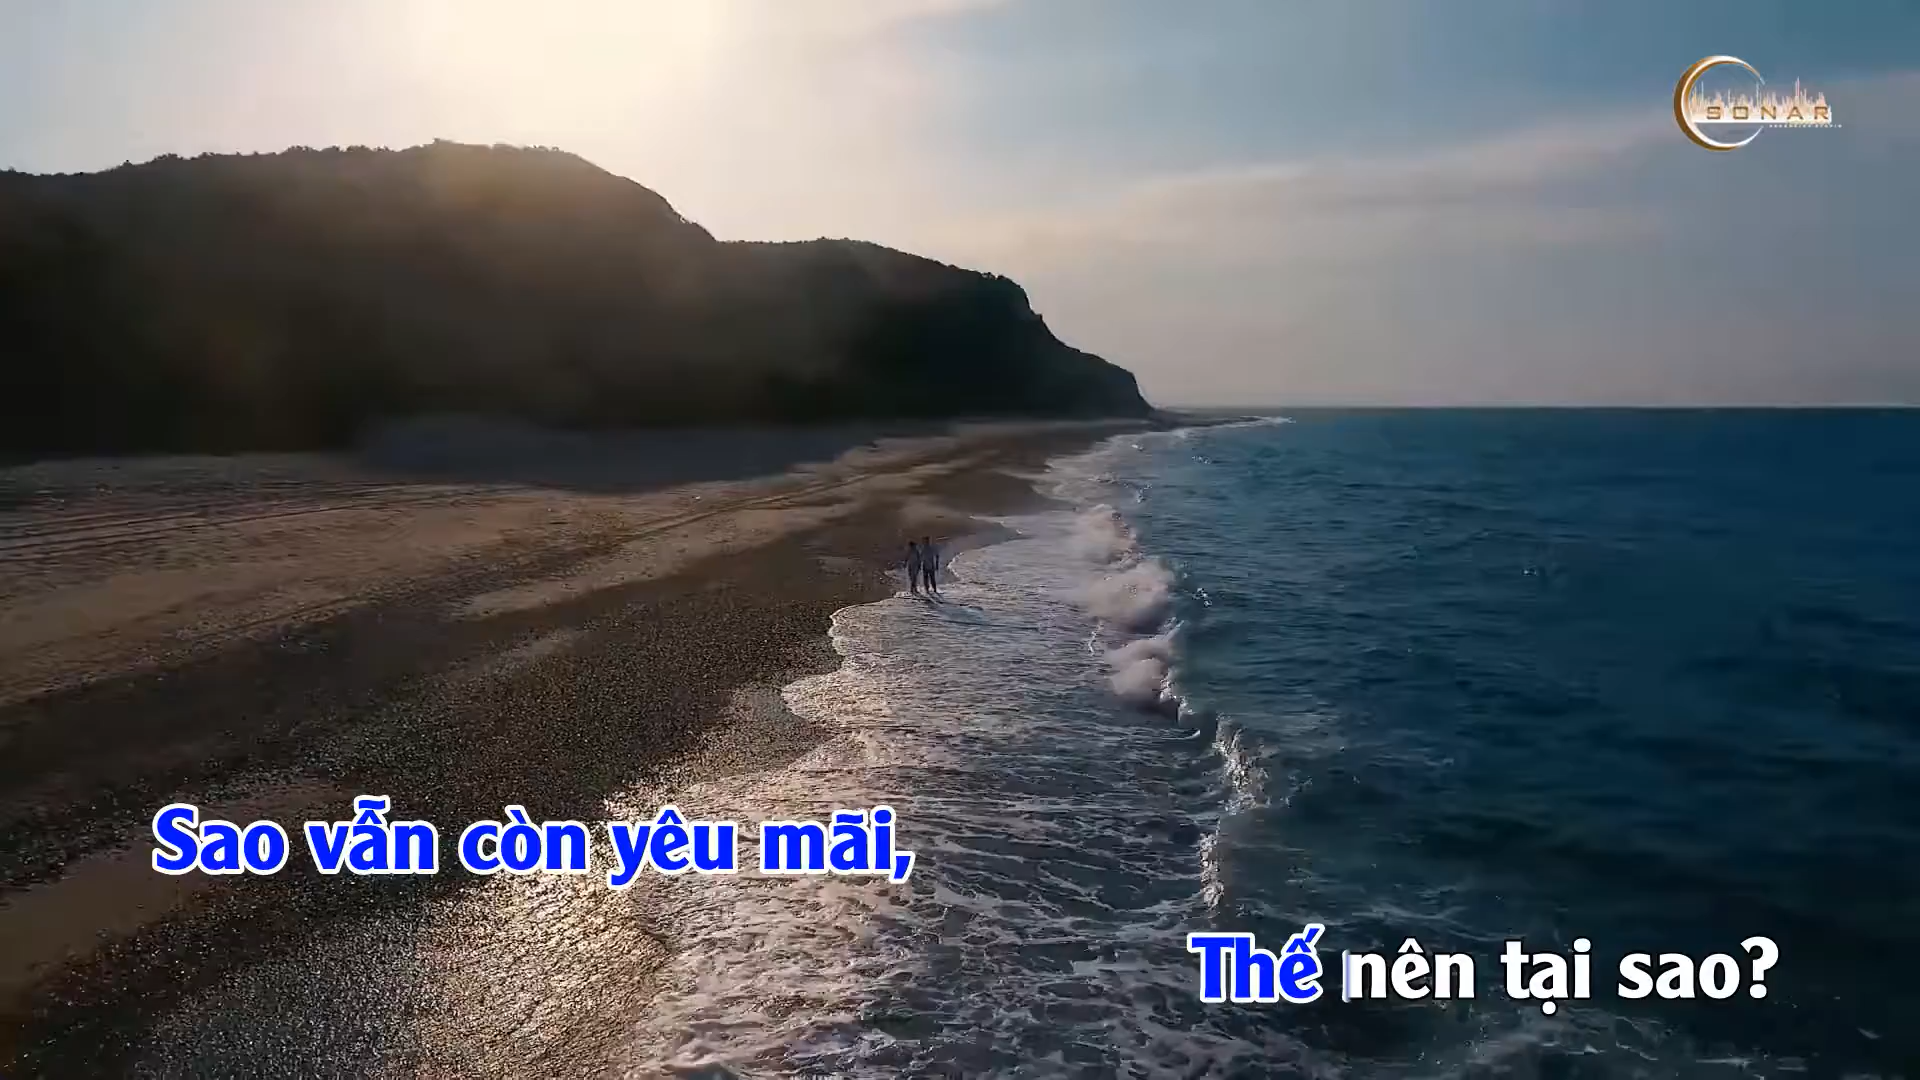 SONAR
Sao vẫn còn yêu mãi,
Thế nên tại sao?